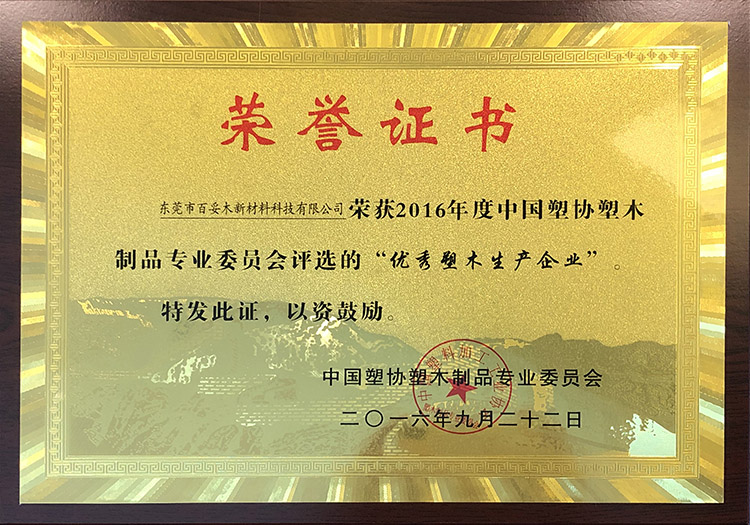 荣誉证书
东莞市百妥木新材料科技有限公司荣获2016年度中国塑协塑木
制品专业委员会评选的“优秀塑木生产企业”。
特发此证，以资鼓励。
中国塑协塑木制品专业委员会
二〇一六年九月二十二日